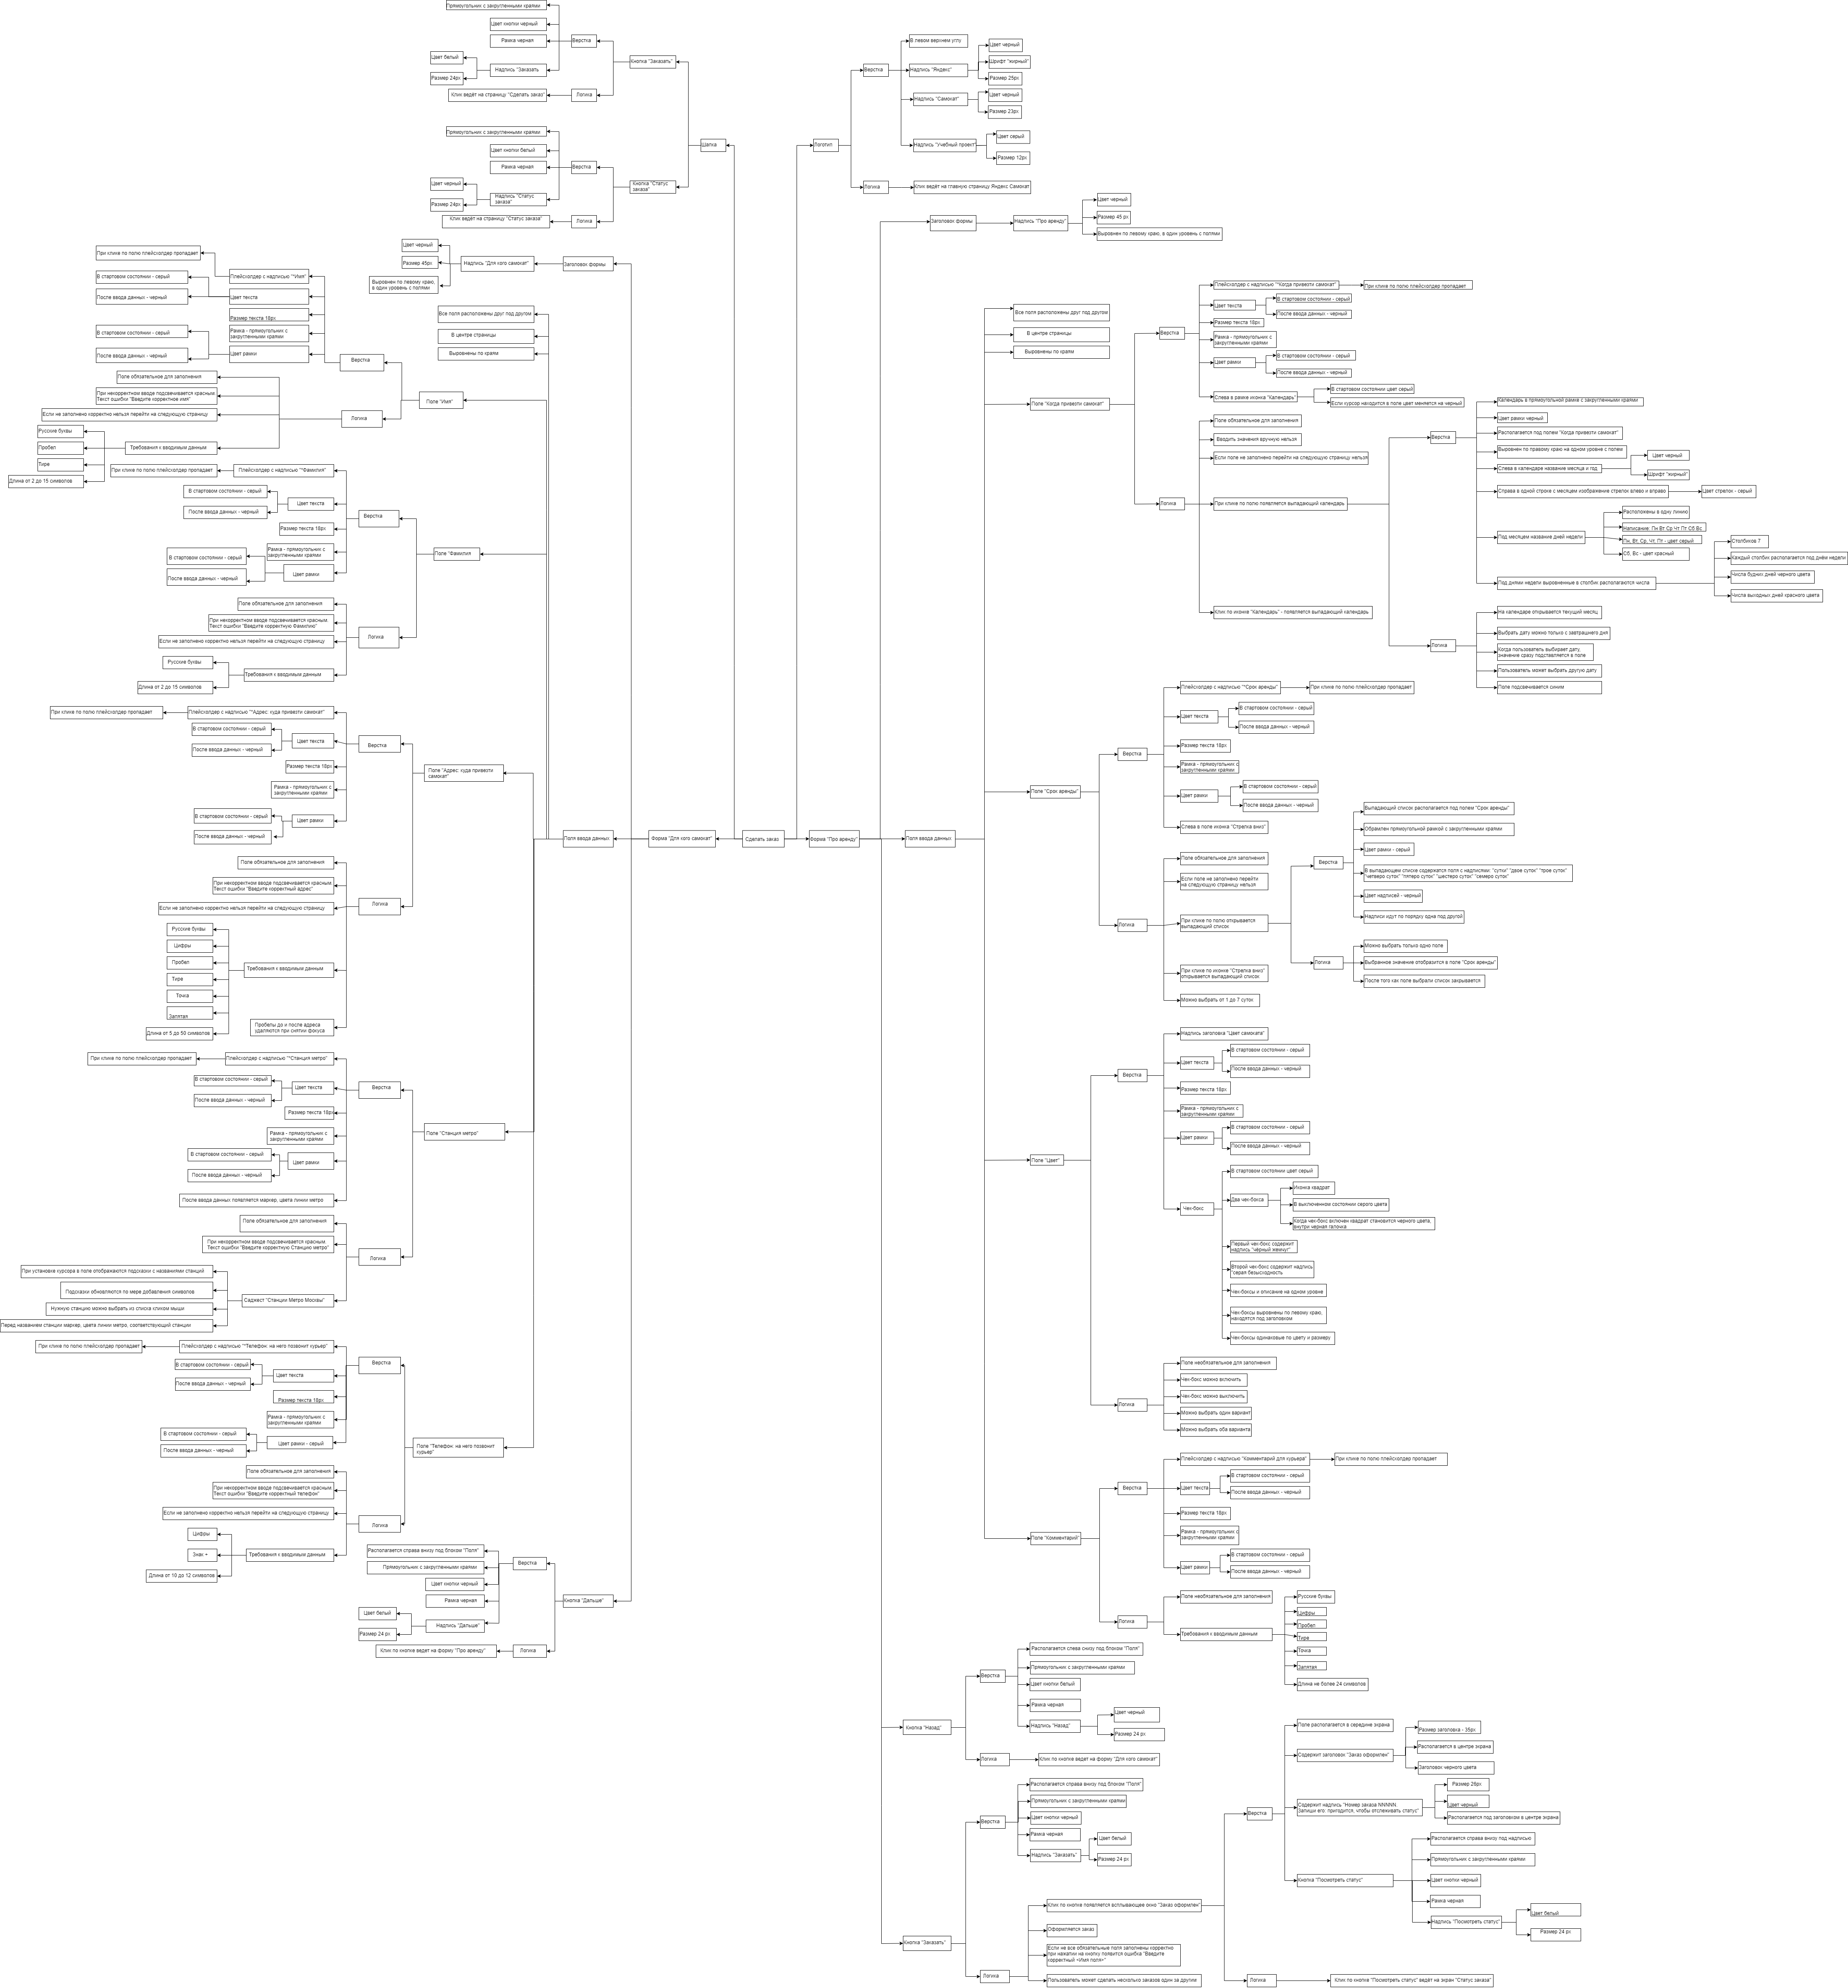 Прямоугольник с закругленными краями
Цвет кнопки черный
Рамка черная
Верстка
Цвет белый
Надпись "Заказать
Размер 24рх
Кнопка "Заказать"
Клик ведёт на страницу "Сделать заказ"
Логика
Прямоугольник с закругленными краями
Цвет кнопки белый
Рамка черная
Верстка
Цвет черный
Надпись "Статус
заказа"
Размер 24рх
Кнопка "Статус
заказа"
Клик ведёт на страницу "Статус заказа"
Логика
Шапка
Логотип
Верстка
В левом верхнем углу
Надпись "Яндекс"
Цвет черный
Шрифт "жирный"
Размер 25рх
Надпись "Самокат"
Цвет черный
Размер 23рх
Надпись "Учебный проект"
Цвет серый
Размер 12рх
Логика
Клик ведёт на главную страницу Яндекс Самокат
Заголовок формы
Надпись "Про аренду"
Цвет черный
Размер 45 рх
Выровнен по левому краю, в один уровень с полями
Цвет черный
Размер 45рх
Выровнен по левому краю,
в один уровень с полями
Надпись "Для кого самокат"
Заголовок формы
Все поля расположены друг под другом
В центре страницы
Выровнены по краям
При клике по полю плейсхолдер пропадает
Плейсхолдер с надписью "*Имя"
В стартовом состоянии - серый
После ввода данных - черный
Цвет текста
Размер текста 18рх
Рамка - прямоугольник с
закругленными краями
В стартовом состоянии - серый
После ввода данных - черный
Цвет рамки
Верстка
Поле обязательное для заполнения
При некорректном вводе подсвечивается красным.
Текст ошибки "Введите корректное имя"
Если не заполнено корректно нельзя перейти на следующую страницу
Русские буквы
Пробел
Тире
Длина от 2 до 15 символов
Требования к вводимым данным
Логика
Поле "Имя"
При клике по полю плейсхолдер пропадает
Плейсхолдер с надписью "*Фамилия"
В стартовом состоянии - серый
После ввода данных - черный
Цвет текста
Размер текста 18рх
Рамка - прямоугольник с
закругленными краями
В стартовом состоянии - серый
После ввода данных - черный
Цвет рамки
Верстка
Поле обязательное для заполнения
При некорректном вводе подсвечивается красным.
Текст ошибки "Введите корректную Фамилию"
Если не заполнено корректно нельзя перейти на следующую страницу
Русские буквы
Длина от 2 до 15 символов
Требования к вводимым данным
Логика
Поле "Фамилия
При клике по полю плейсхолдер пропадает
Плейсхолдер с надписью "*Адрес, куда привезти самокат"
В стартовом состоянии - серый
После ввода данных - черный
Цвет текста
Размер текста 18рх
Рамка - прямоугольник с
закругленными краями
В стартовом состоянии - серый
После ввода данных - черный
Цвет рамки
Верстка
Поле обязательное для заполнения
При некорректном вводе подсвечивается красным.
Текст ошибки "Введите корректный адрес"
Если не заполнено корректно нельзя перейти на следующую страницу
Русские буквы
Цифры
Пробел
Тире
Точка
Запятая
Длина от 5 до 50 символов
Требования к вводимым данным
Пробелы до и после адреса
удаляются при снятии фокуса
Логика
Поле "Адрес: куда привезти
самокат"
При клике по полю плейсхолдер пропадает
Плейсхолдер с надписью "*Станция метро"
В стартовом состоянии - серый
После ввода данных - черный
Цвет текста
Размер текста 18рх
Рамка - прямоугольник с
закругленными краями
В стартовом состоянии - серый
После ввода данных - черный
Цвет рамки
После ввода данных появляется маркер, цвета линии метро
Верстка
Поле обязательное для заполнения
При некорректном вводе подсвечивается красным.
Текст ошибки "Введите корректную Станцию метро"
При установке курсора в поле отображаются подсказки с названиями станций
Подсказки обновляются по мере добавления символов
Нужную станцию можно выбрать из списка кликом мыши
Перед названием станции маркер, цвета линии метро, соответствующий станции
Саджест "Станции Метро Москвы"
Логика
Поле "Станция метро"
При клике по полю плейсхолдер пропадает
Плейсхолдер с надписью "*Телефон: на него позвонит курьер"
В стартовом состоянии - серый
После ввода данных - черный
Цвет текста
Размер текста 18рх
Рамка - прямоугольник с
закругленными краями
В стартовом состоянии - серый
После ввода данных - черный
Цвет рамки - серый
Верстка
Поле обязательное для заполнения
При некорректном вводе подсвечивается красным.
Текст ошибки "Введите корректный телефон"
Если не заполнено корректно нельзя перейти на следующую страницу
Цифры
Знак +
Длина от 10 до 12 символов
Требования к вводимым данным
Логика
Поле "Телефон: на него позвонит
курьер"
Располагается справа внизу под блоком "Поля"
Прямоугольник с закругленными краями
Цвет кнопки черный
Рамка черная
Цвет белый
Размер 24 рх
Надпись "Дальше"
Верстка
Клик по кнопке ведет на форму "Про аренду"
Логика
Кнопка "Дальше"
Поля ввода данных
Форма "Для кого самокат"
Сделать заказ
Форма "Про аренду"
Поля ввода данных
Все поля расположены друг под другом
В центре страницы
Выровнены по краям
Поле "Когда привезти самокат"
Верстка
Плейсхолдер с надписью "*Когда привезти самокат"
При клике по полю плейсхолдер пропадает
Цвет текста
В стартовом состоянии - серый
После ввода данных - черный
Размер текста 18рх
Рамка - прямоугольник с
закругленными краями
Цвет рамки
В стартовом состоянии - серый
После ввода данных - черный
Слева в рамке иконка "Календарь"
В стартовом состоянии цвет серый
Если курсор находится в поле цвет меняется на черный
Логика
Поле обязательное для заполнения
Вводить значения вручную нельзя
Если поле не заполнено перейти на следующую страницу нельзя
При клике по полю появляется выпадающий календарь
Клик по иконке "Календарь" - появляется выпадающий календарь
Верстка
Календарь в прямоугольной рамке с закругленными краями
Цвет рамки черный
Располагается под полем "Когда привезти самокат"
Выровнен по правому краю на одном уровне с полем
Слева в календаре название месяца и год
Цвет черный
Шрифт "жирный"
Справа в одной строке с месяцем изображение стрелок влево и вправо
Цвет стрелок - серый
Под месяцем название дней недели
Расположены в одну линию
Написание: Пн Вт Ср Чт Пт Сб Вс
Пн, Вт, Ср, Чт, Пт - цвет серый
Сб, Вс - цвет красный
Под днями недели выровненные в столбик располагаются числа
Столбиков 7
Каждый столбик располагается под днём недели
Числа будних дней черного цвета
Числа выходных дней красного цвета
Логика
На календаре открывается текущий месяц
Выбрать дату можно только с завтрашнего дня
Когда пользователь выбирает дату,
значение сразу подставляется в поле
Пользователь может выбрать другую дату
Поле подсвечивается синим
Поле "Срок аренды"
Верстка
Плейсхолдер с надписью "*Срок аренды"
При клике по полю плейсхолдер пропадает
Цвет текста
В стартовом состоянии - серый
После ввода данных - черный
Размер текста 18рх
Рамка - прямоугольник с
закругленными краями
Цвет рамки
В стартовом состоянии - серый
После ввода данных - черный
Слева в поле иконка "Стрелка вниз"
Логика
Поле обязательное для заполнения
Если поле не заполнено перейти
на следующую страницу нельзя
При клике по полю открывается
выпадающий список
При клике по иконке "Стрелка вниз"
открывается выпадающий список
Можно выбрать от 1 до 7 суток
Верстка
Выпадающий список располагается под полем "Срок аренды"
Обрамлен прямоугольной рамкой с закругленными краями
Цвет рамки - серый
В выпадающем списке содержатся поля с надписями: "сутки" "двое суток" "трое суток"
"четверо суток" "пятеро суток" "шестеро суток" "семеро суток"
Цвет надписей - черный
Надписи идут по порядку одна под другой
Логика
Можно выбрать только одно поле
Выбранное значение отобразится в поле "Срок аренды"
После того как поле выбрали список закрывается
Поле "Цвет"
Верстка
Надпись заголовка "Цвет самоката"
Цвет текста
В стартовом состоянии - серый
После ввода данных - черный
Размер текста 18рх
Рамка - прямоугольник с
закругленными краями
Цвет рамки
В стартовом состоянии - серый
После ввода данных - черный
Чек-бокс
В стартовом состоянии цвет серый
Два чек-бокса
Иконка квадрат
В выключенном состоянии серого цвета
Когда чек-бокс включен квадрат становится черного цвета,
внутри черная галочка
Первый чек-бокс содержит
надпись "чёрный жемчуг"
Второй чек-бокс содержит надпись
"серая безысходность
Чек-боксы и описание на одном уровне
Чек-боксы выровнены по левому краю,
находятся под заголовком
Чек-боксы одинаковые по цвету и размеру
Логика
Поле необязательное для заполнения
Чек-бокс можно включить
Чек-бокс можно выключить
Можно выбрать один вариант
Можно выбрать оба варианта
Поле "Комментарий"
Верстка
Плейсхолдер с надписью "Комментарий для курьера"
При клике по полю плейсхолдер пропадает
Цвет текста
В стартовом состоянии - серый
После ввода данных - черный
Размер текста 18рх
Рамка - прямоугольник с
закругленными краями
Цвет рамки
В стартовом состоянии - серый
После ввода данных - черный
Логика
Поле необязательное для заполнения
Требования к вводимым данным
Русские буквы
Цифры
Пробел
Тире
Точка
Запятая
Длина не более 24 символов
Кнопка "Назад"
Верстка
Располагается слева снизу под блоком "Поля"
Прямоугольник с закругленными краями
Цвет кнопки белый
Рамка черная
Надпись "Назад"
Цвет черный
Размер 24 рх
Логика
Клик по кнопке ведет на форму "Для кого самокат"
Кнопка "Заказать"
Верстка
Располагается справа внизу под блоком "Поля"
Прямоугольник с закругленными краями
Цвет кнопки черный
Рамка черная
Надпись "Заказать"
Цвет белый
Размер 24 рх
Логика
Клик по кнопке появляется всплывающее окно "Заказ оформлен"
Оформляется заказ
Если не все обязательные поля заполнены корректно
при нажатии на кнопку появится ошибка "Введите
корректный <Имя поля>"
Пользователь может сделать несколько заказов один за другим
Верстка
Поле располагается в середине экрана
Содержит заголовок "Заказ оформлен"
Размер заголовка - 35рх
Располагается в центре экрана
Заголовок черного цвета
Содержит надпись "Номер заказа NNNNN.
Запиши его: пригодится, чтобы отслеживать статус"
Размер 26рх
Цвет черный
Располагается под заголовком в центре экрана
Кнопка "Посмотреть статус"
Располагается справа внизу под надписью
Прямоугольник с закругленными краями
Цвет кнопки черный
Рамка черная
Надпись "Посмотреть статус"
Цвет белый
Размер 24 рх
Логика
Клик по кнопке "Посмотреть статус" ведёт на экран "Статус заказа"